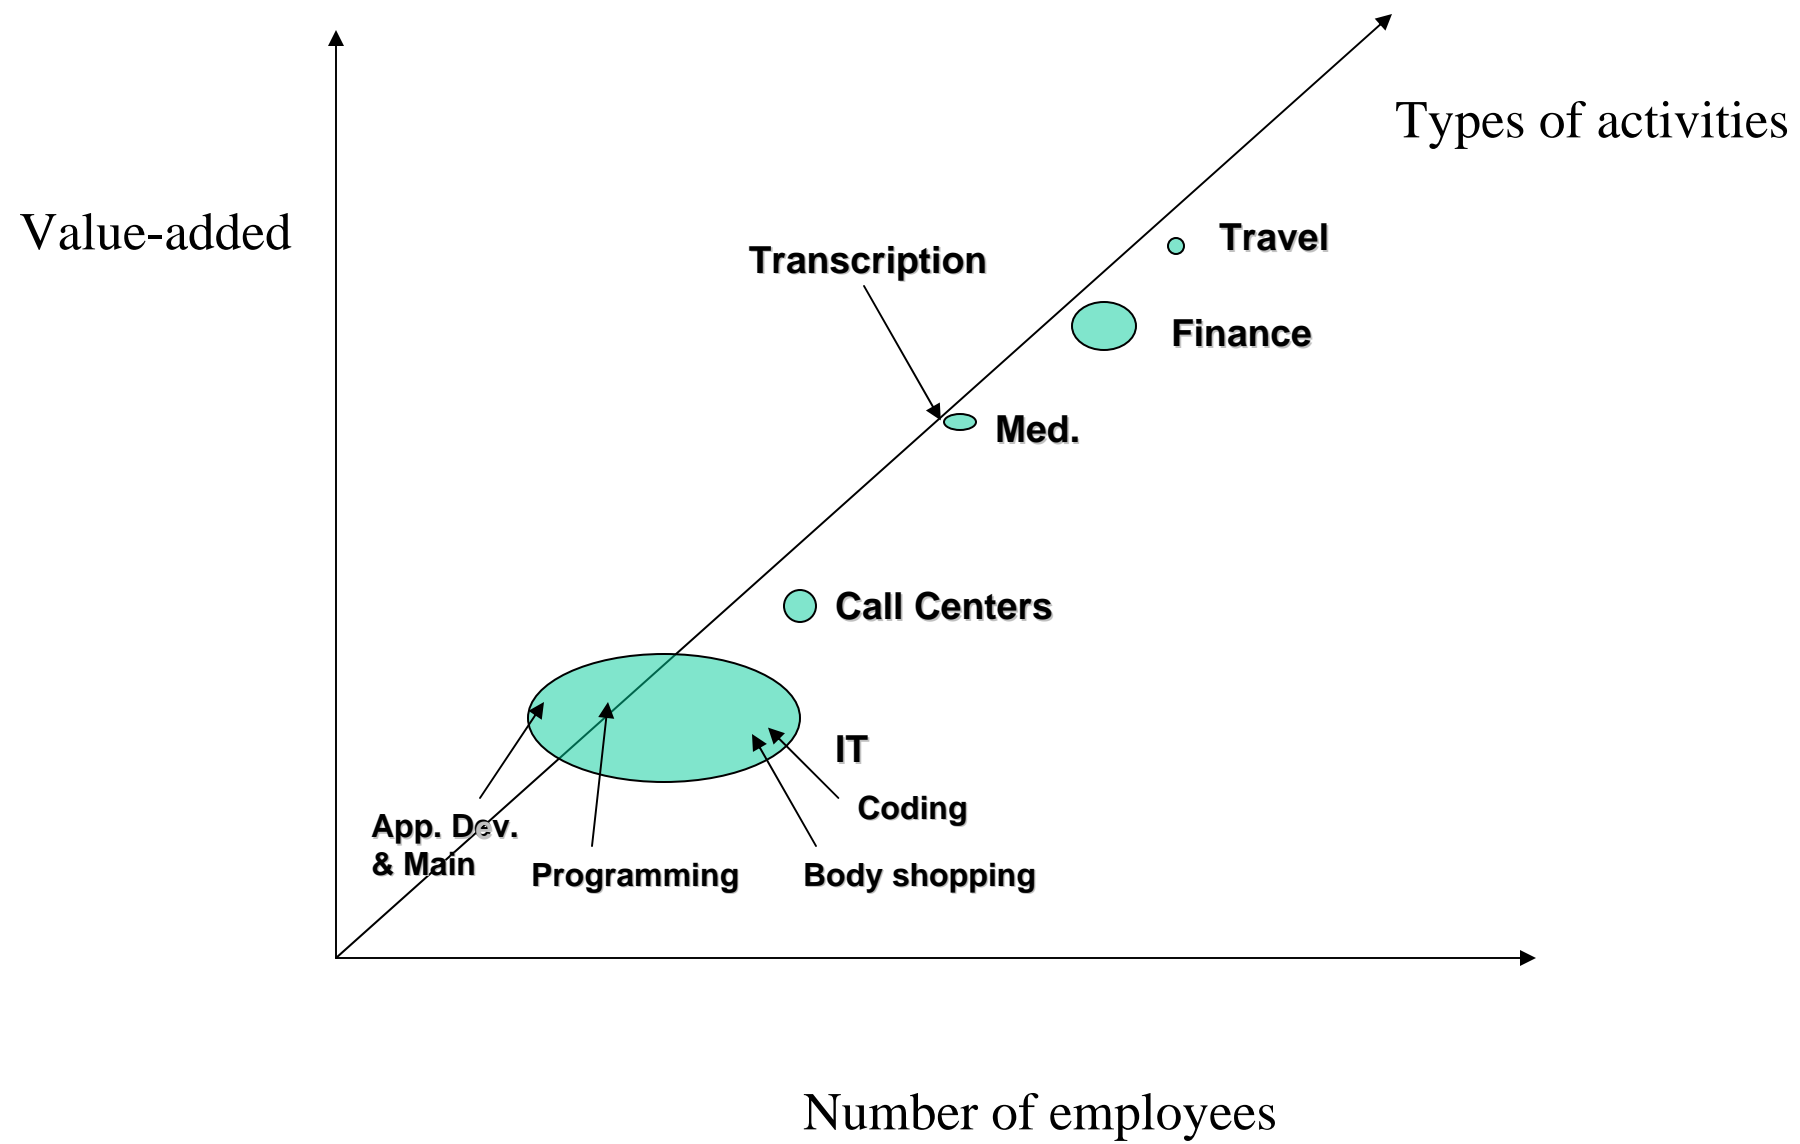 Types of activities
Value-added
Travel
Transcription
Finance
Med.
Call Centers
IT
Coding
App. Dev.
& Main
Programming
Body shopping
Number of employees